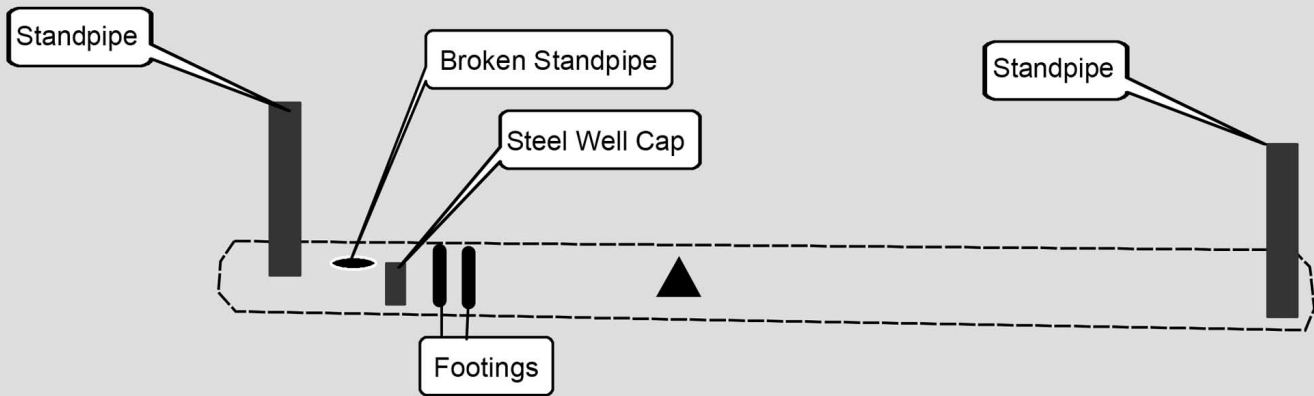 Standpipe
Broken Standpipe
Standpipe
Steel Well Cap
Footings